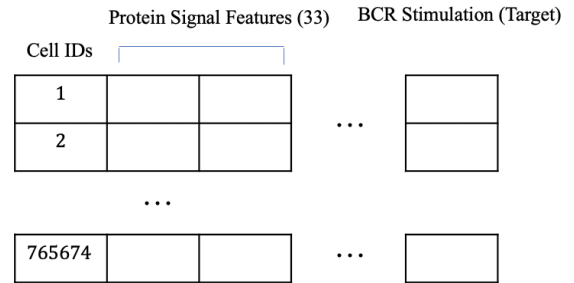 Protein Signal Features (33) BCR Stimulation (Target)
Cell IDs
1
...
2
...
765674 ...